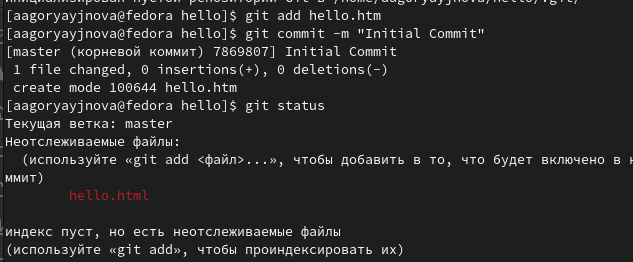 [aagoryayjnova@fedora hello]$ git add hello.htm
[aagoryayjnova@fedora hello]$ git commit -m "Initial Commit"
[master (корневой коммит) 7869807] Initial Commit
 1 file changed, 0 insertions(+), 0 deletions(-)
 create mode 100644 hello.htm
[aagoryayjnova@fedora hello]$ git status
Текущая ветка: master
Неотслеживаемые файлы:
  (используйте «git add <файл>...», чтобы добавить в то, что будет включено в к
ммит)
        hello.html
индекс пуст, но есть неотслеживаемые файлы
(используйте «git add», чтобы проиндексировать их)